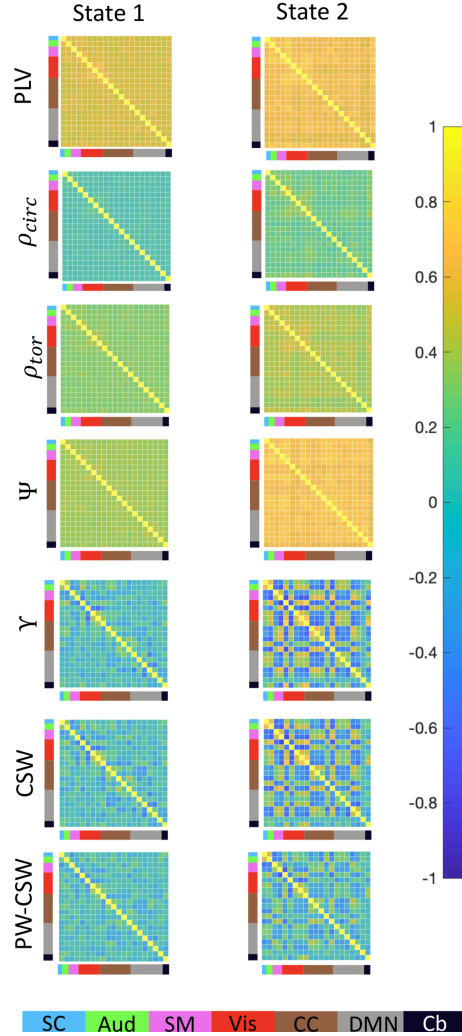 State 1 State 2
PLV
ρcirc
ρtor
Ψ
ϒ
CSW
PW-CSW
1
0.8
0.6
0.4
0.2
0
-0.2
-0.4
-0.6
-0.8
-1
SC Aud SM Vis CC DMN Cb